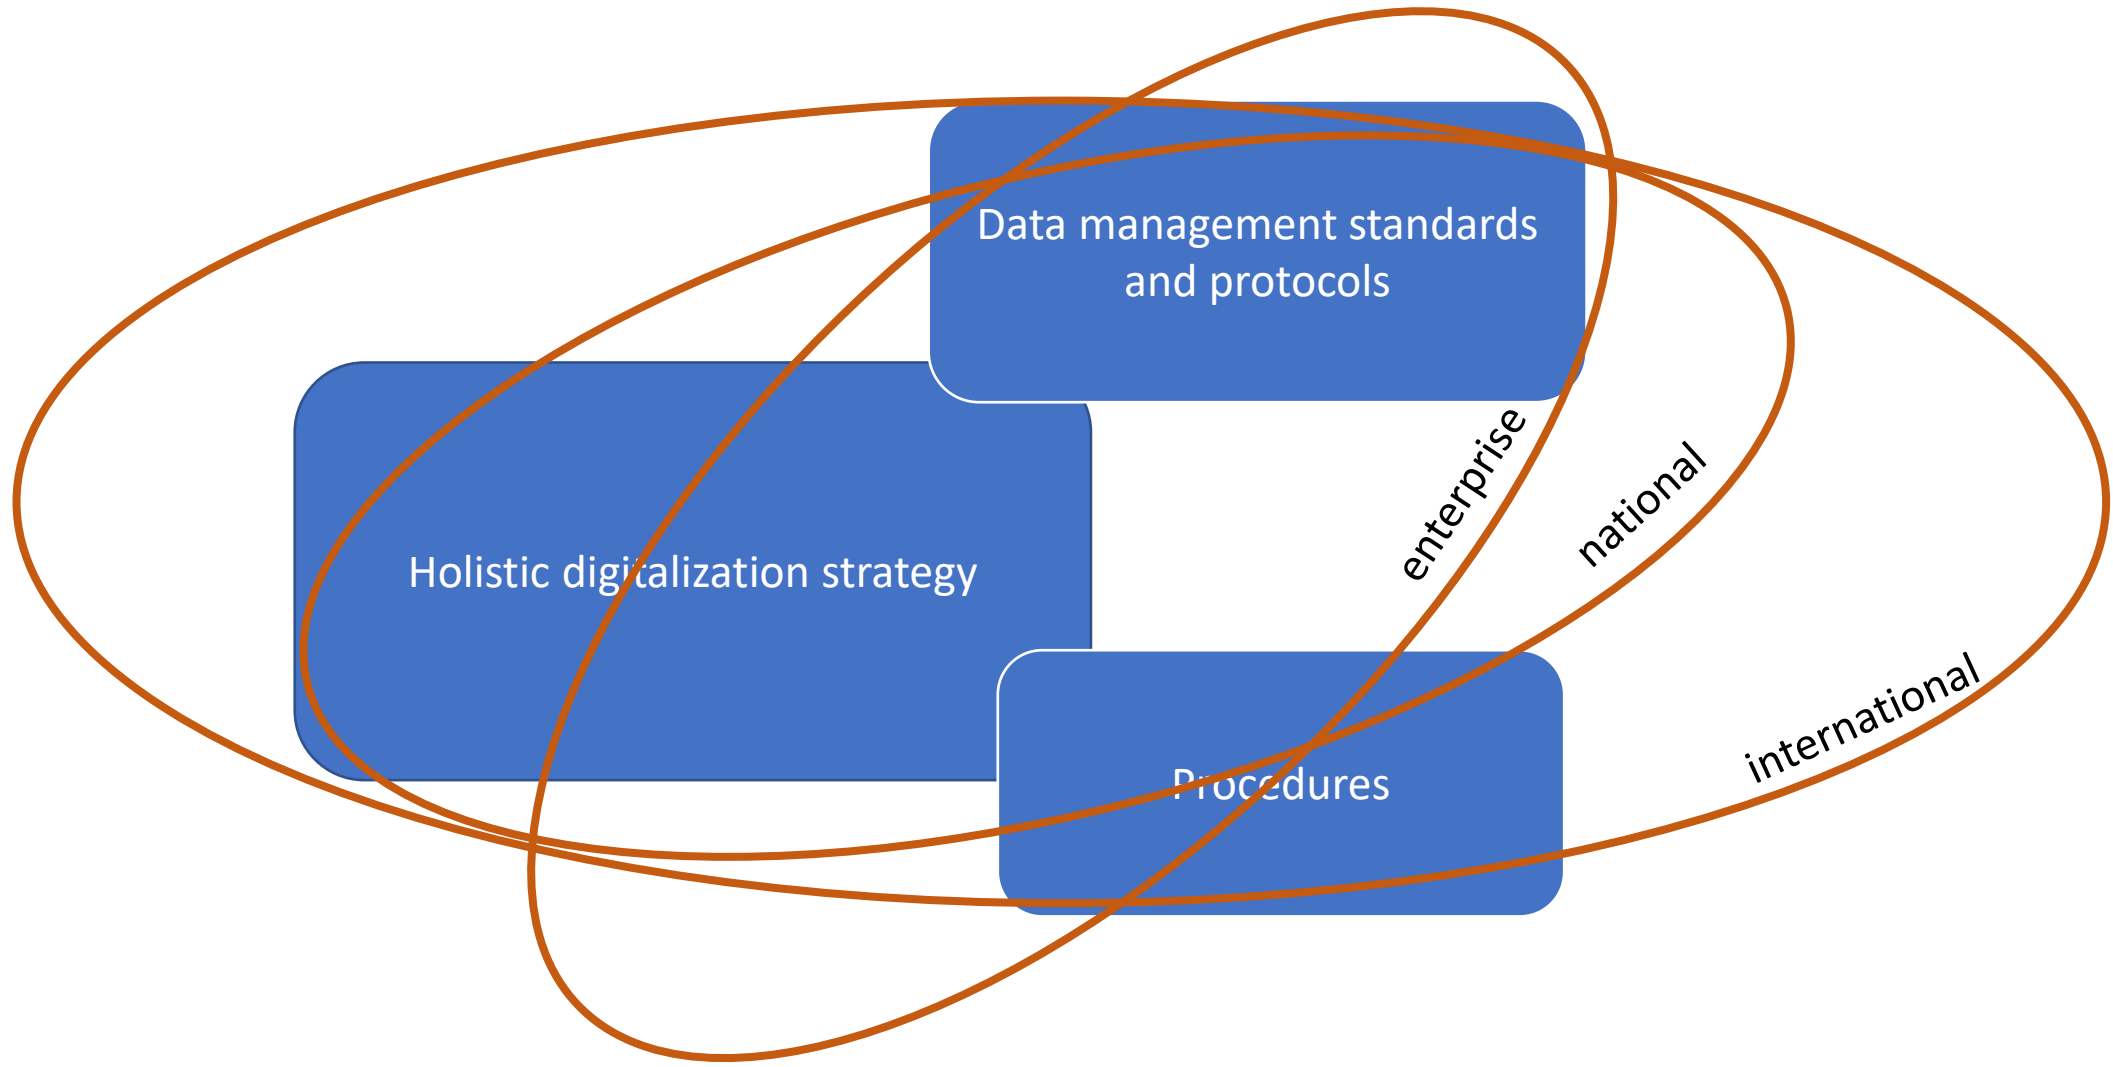 Data management standards
and protocols
Holistic digitalization strategy
Procedures
enterprise
national
international